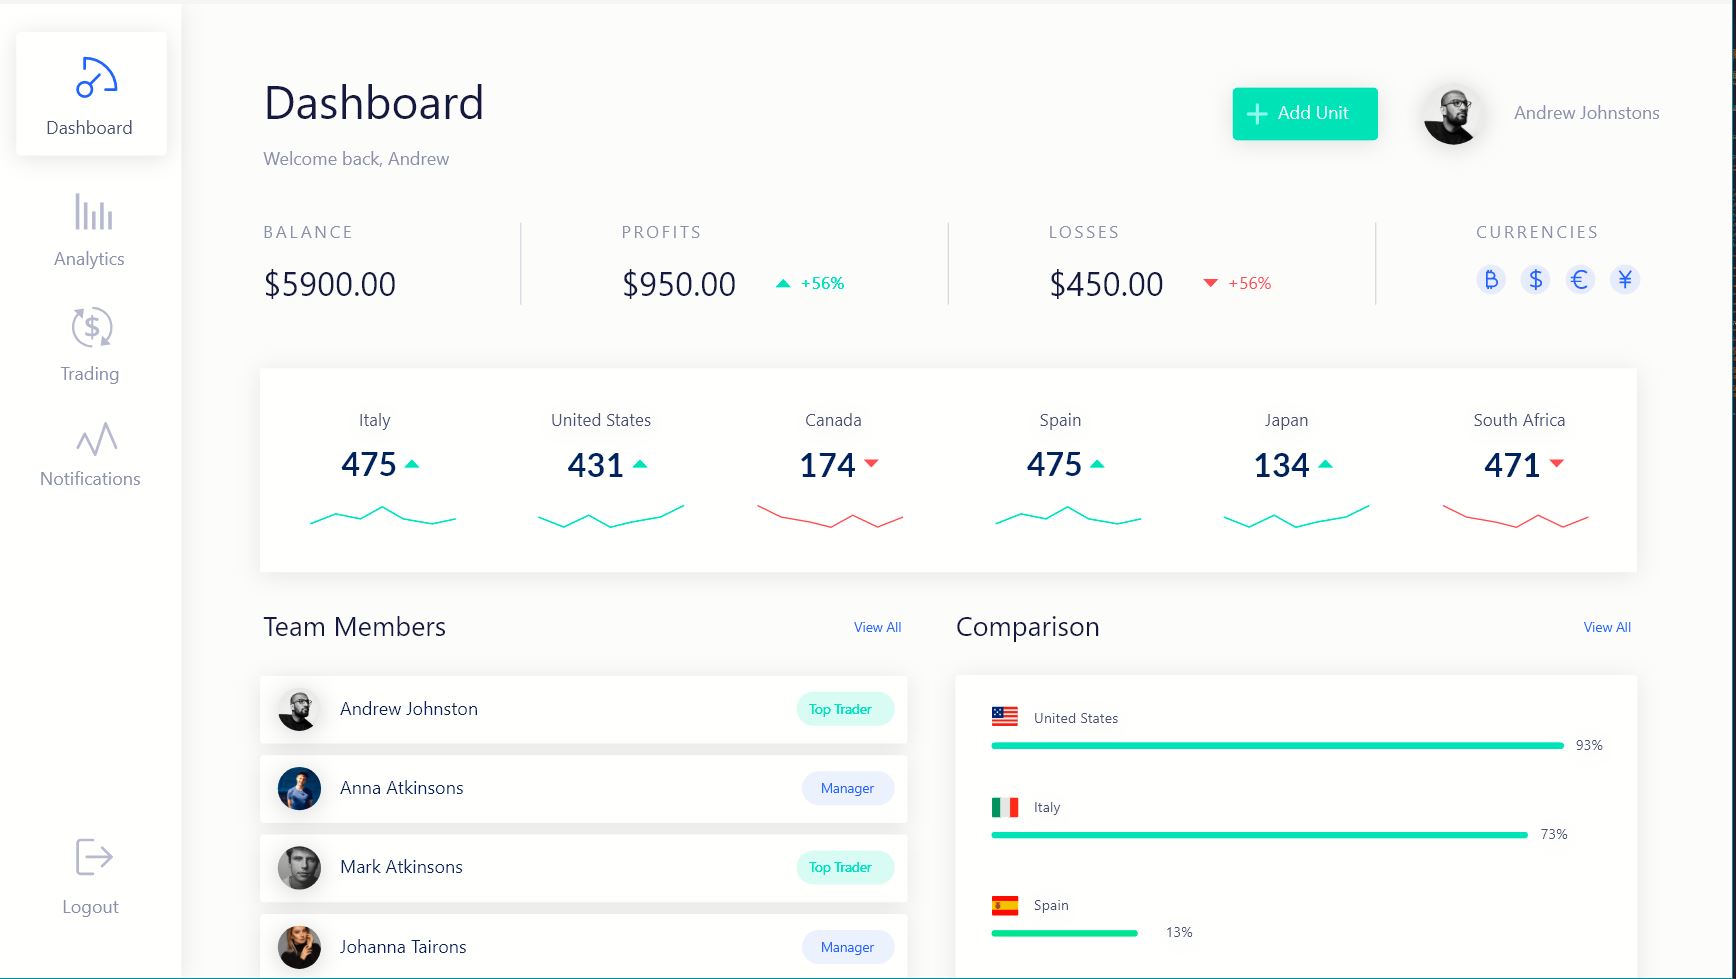 Dashboard
Analytics
Trading
Notifications
Logout
Dashboard
Welcome back, Andrew
Add Unit
Andrew Johnstons
BALANCE
$5900.00
PROFITS
$950.00 +56%
LOSSES
$450.00 +56%
CURRENCIES
₿ $ € ¥
Italy
475
United States
431
Canada
174
Spain
475
Japan
134
South Africa
471
Team Members View All
Andrew Johnston Top Trader
Anna Atkinsons Manager
Mark Atkinsons Top Trader
Johanna Tairons Manager
Comparison View All
United States
93%
Italy
73%
Spain
13%